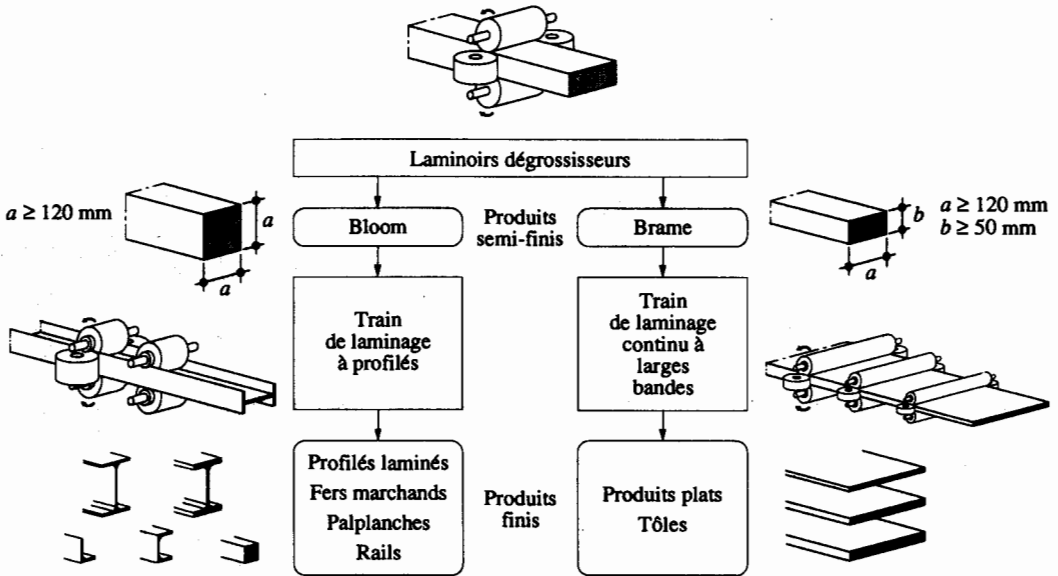 Laminoirs dégrossisseurs
a ≥ 120 mm
a
a
Bloom
Produits
semi-finis
Brame
b
a
a ≥ 120 mm
b ≥ 50 mm
Train
de laminage
à profilés
Train
de laminage
continu à
larges
bandes
Profilés laminés
Fers marchands
Palplanches
Rails
Produits
finis
Produits plats
Tôles